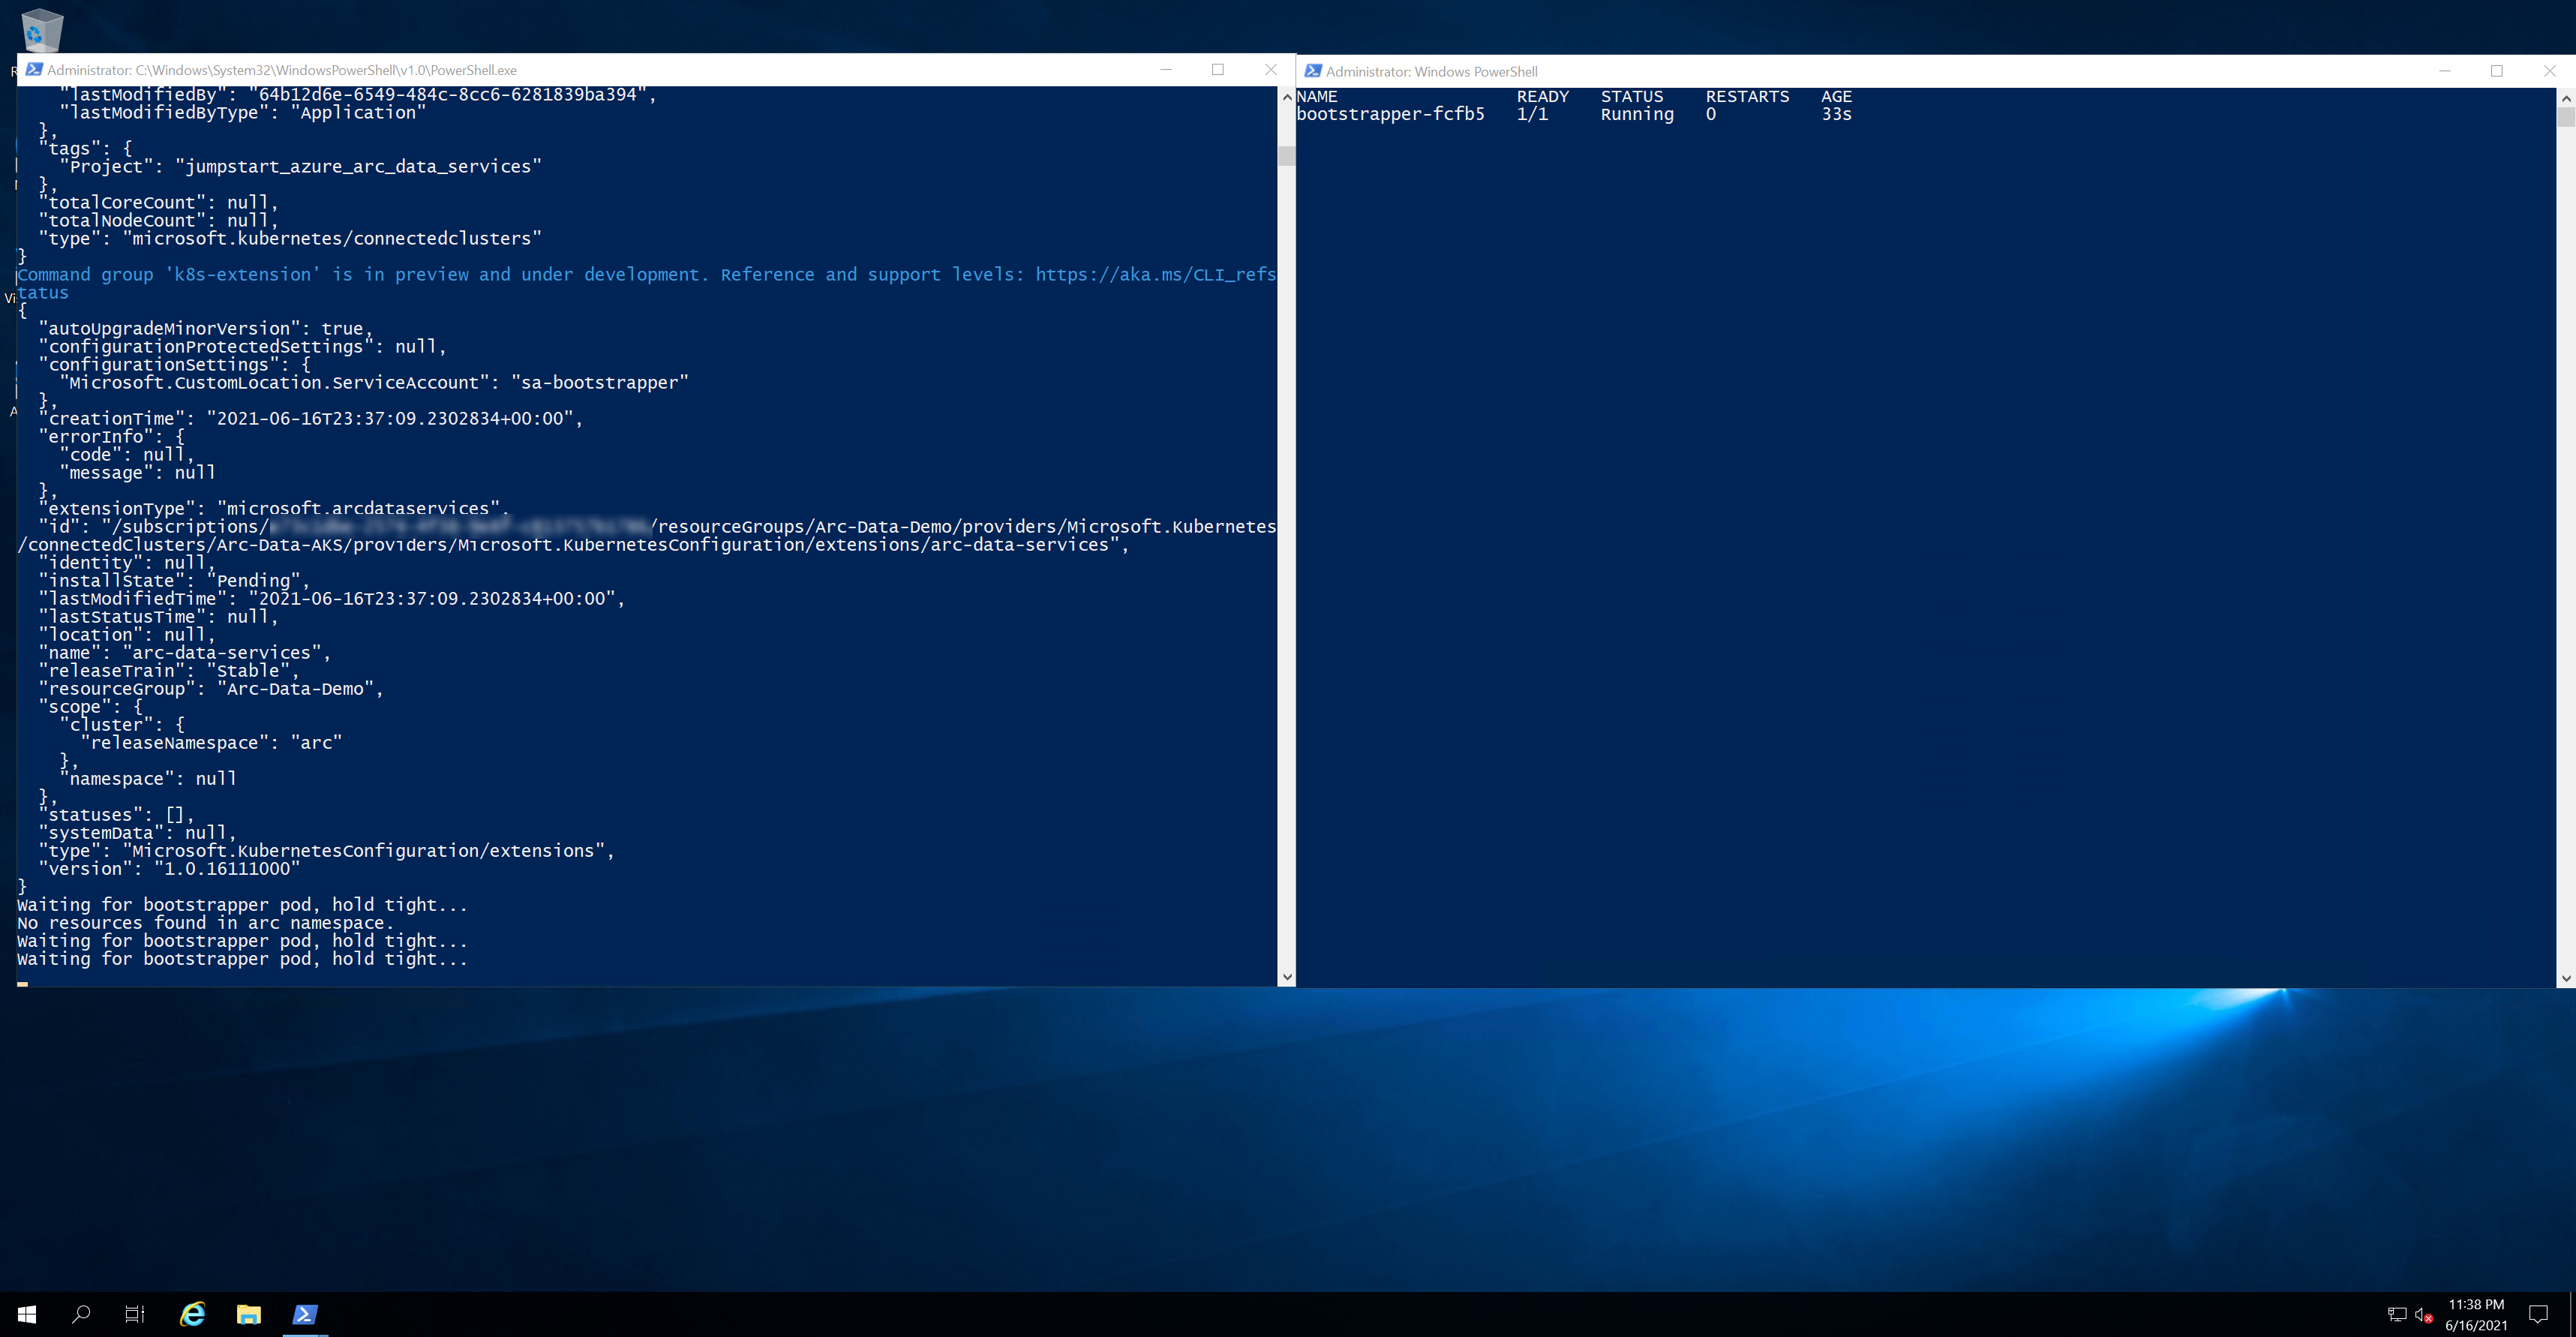 Administrator: C:\Windows\System32\WindowsPowerShell\v1.0\PowerShell.exe
"lastModifiedBy": "64b12d6e-6549-484c-8cc6-6281839ba394",
"lastModifiedByType": "Application"
},
"tags": {
"Project": "jumpstart_azure_arc_data_services"
},
"totalCoreCount": null,
"totalNodeCount": null,
"type": "microsoft.kubernetes/connectedclusters"
}
Command group 'k8s-extension' is in preview and under development. Reference and support levels: https://aka.ms/CLI_refs
tatus
{
"autoUpgradeMinorVersion": true,
"configurationProtectedSettings": null,
"configurationSettings": {
"Microsoft.CustomLocation.ServiceAccount": "sa-bootstrapper"
},
"creationTime": "2021-06-16T23:37:09.2302834+00:00",
"errorInfo": {
"code": null,
"message": null
},
"extensionType": "microsoft.arcdataservices",
"id": "/subscriptions/ /resourceGroups/Arc-Data-Demo/providers/Microsoft.Kubernetes
/connectedClusters/Arc-Data-AKS/providers/Microsoft.KubernetesConfiguration/extensions/arc-data-services",
"identity": null,
"installState": "Pending",
"lastModifiedTime": "2021-06-16T23:37:09.2302834+00:00",
"lastStatusTime": null,
"location": null,
"name": "arc-data-services",
"releaseTrain": "Stable",
"resourceGroup": "Arc-Data-Demo",
"scope": {
"cluster": {
"releaseNamespace": "arc"
},
"namespace": null
},
"statuses": [],
"systemData": null,
"type": "Microsoft.KubernetesConfiguration/extensions",
"version": "1.0.16111000"
}
Waiting for bootstrapper pod, hold tight...
No resources found in arc namespace.
Waiting for bootstrapper pod, hold tight...
Waiting for bootstrapper pod, hold tight...
Administrator: Windows PowerShell
NAME READY STATUS RESTARTS AGE
bootstrapper-fcfb5 1/1 Running 0 33s
11:38 PM
6/16/2021